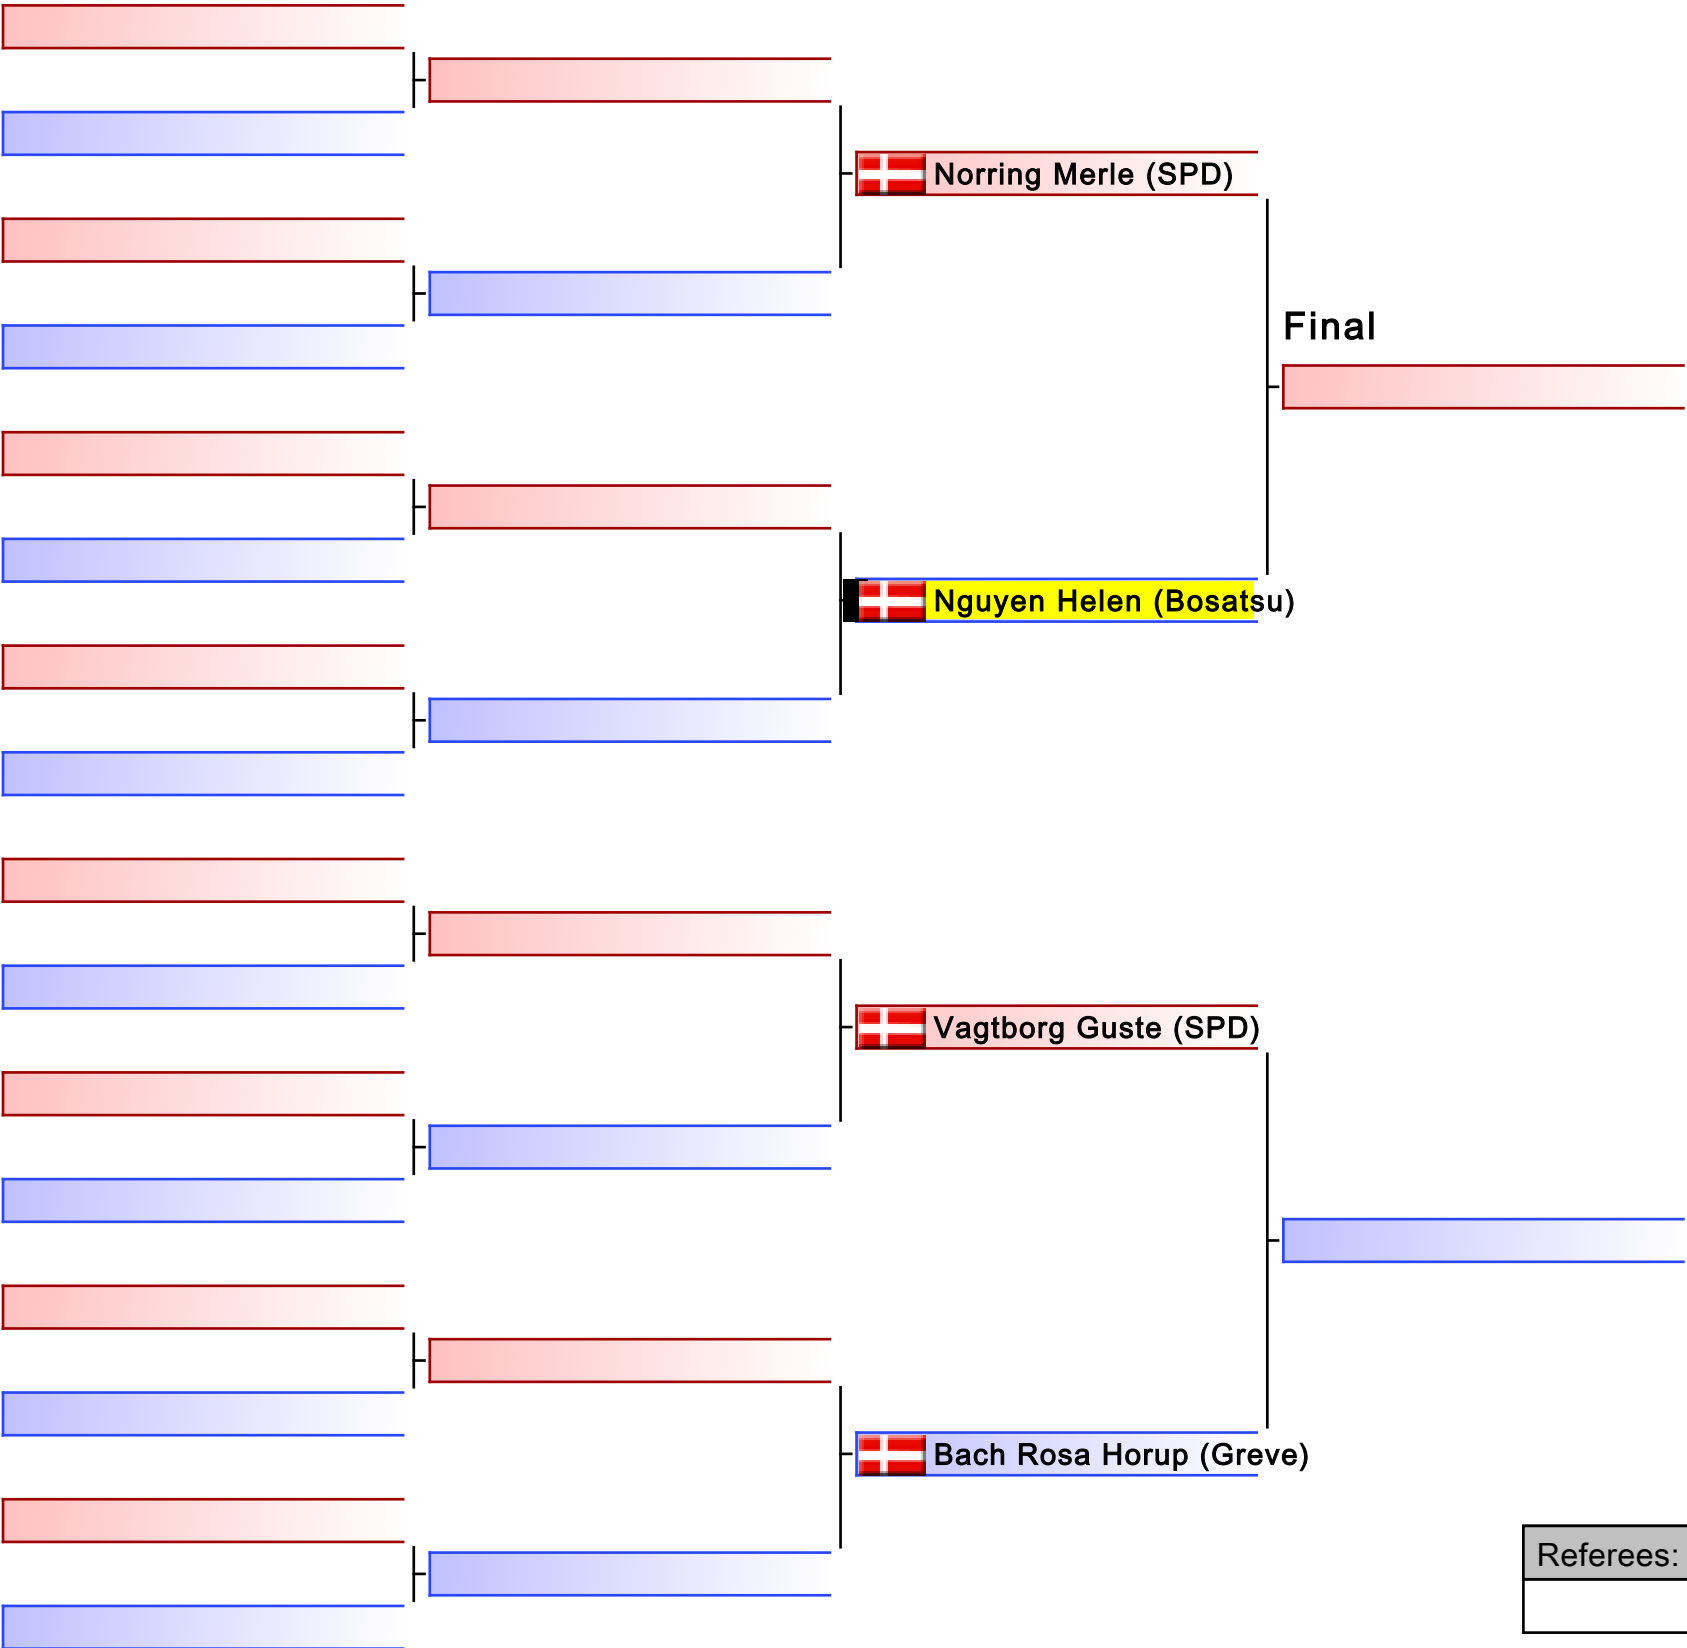 Norring Merle (SPD)
Final
Nguyen Helen (Bosatsu)
Vagtborg Guste (SPD)
Bach Rosa Horup (Greve)
Referees: